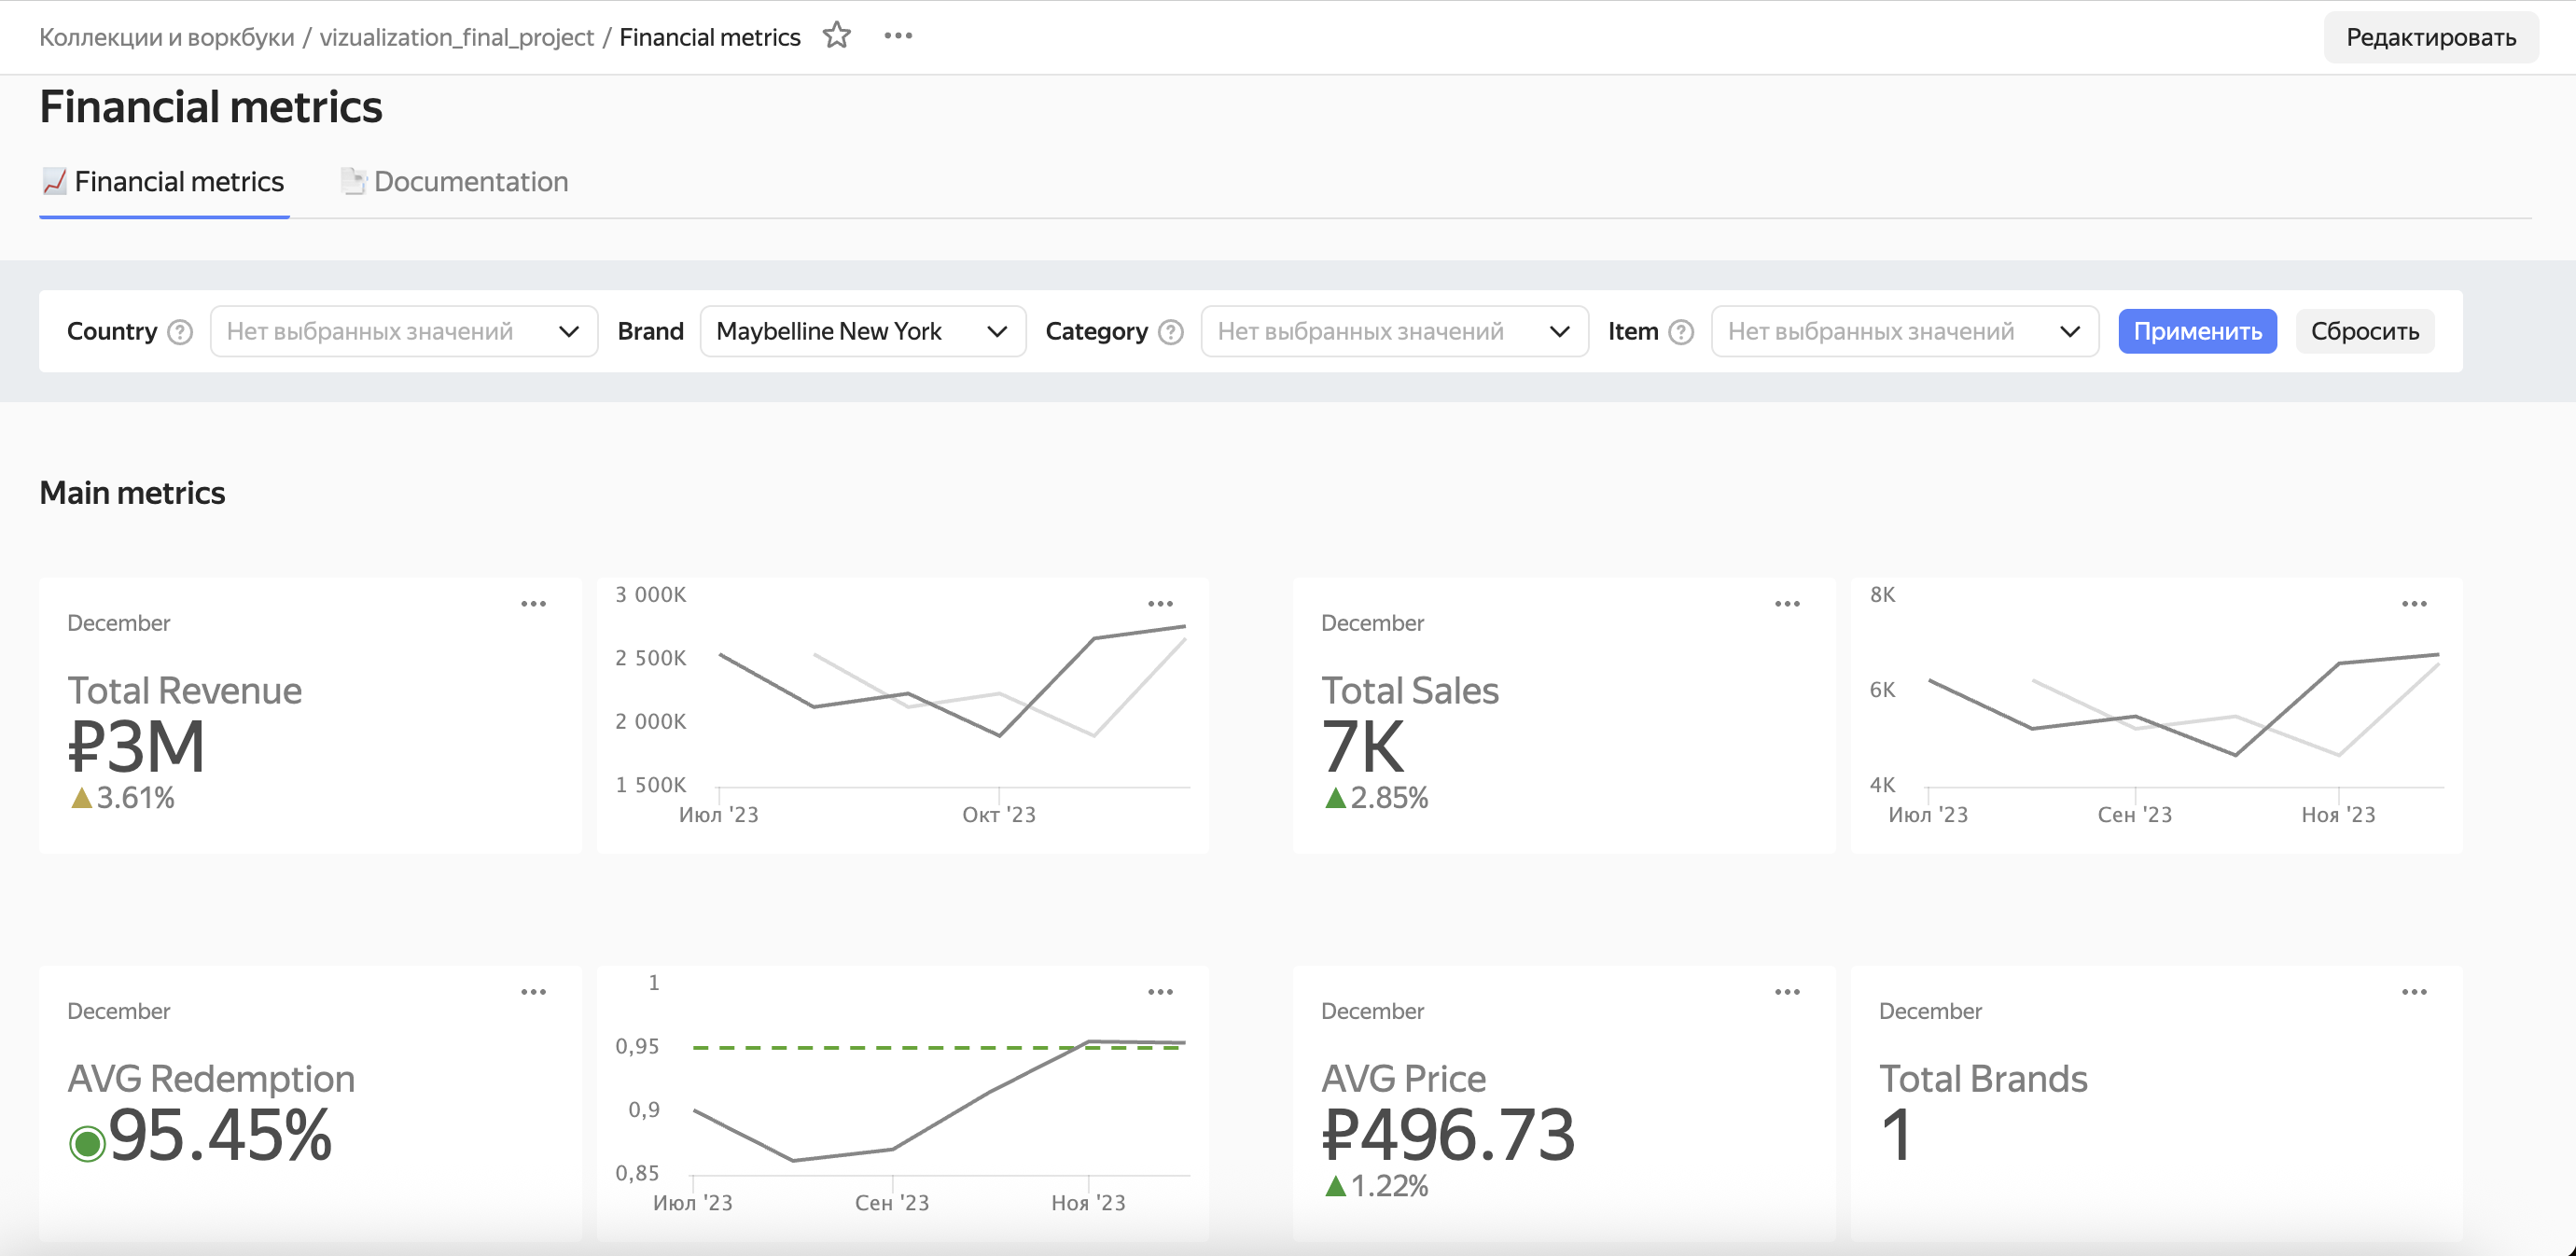 Коллекции и воркбуки / vizualization_final_project / Financial metrics
Редактировать
Financial metrics
Financial metrics
Documentation
Country ? Нет выбранных значений
Brand Maybelline New York
Category ? Нет выбранных значений
Item ? Нет выбранных значений
Применить
Сбросить
Main metrics
December
Total Revenue
₽3M
3.61%
3 000K
2 500K
2 000K
1 500K
Июл '23
Окт '23
December
Total Sales
7K
2.85%
8K
6K
4K
Июл '23
Сен '23
Ноя '23
December
AVG Redemption
95.45%
1
0,95
0,9
0,85
Июл '23
Сен '23
Ноя '23
December
AVG Price
₽496.73
1.22%
December
Total Brands
1